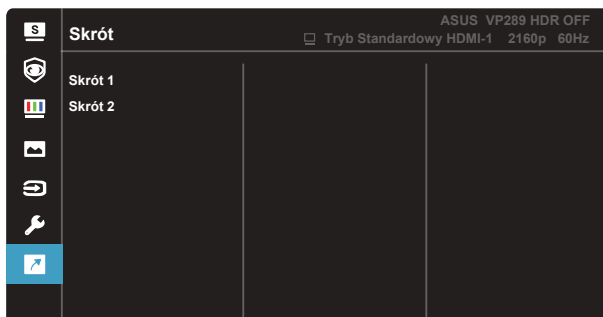 S
ASUS VP289 HDR OFF
Skrót
Tryb Standardowy HDMI-1 2160p 60Hz
Skrót 1
Skrót 2